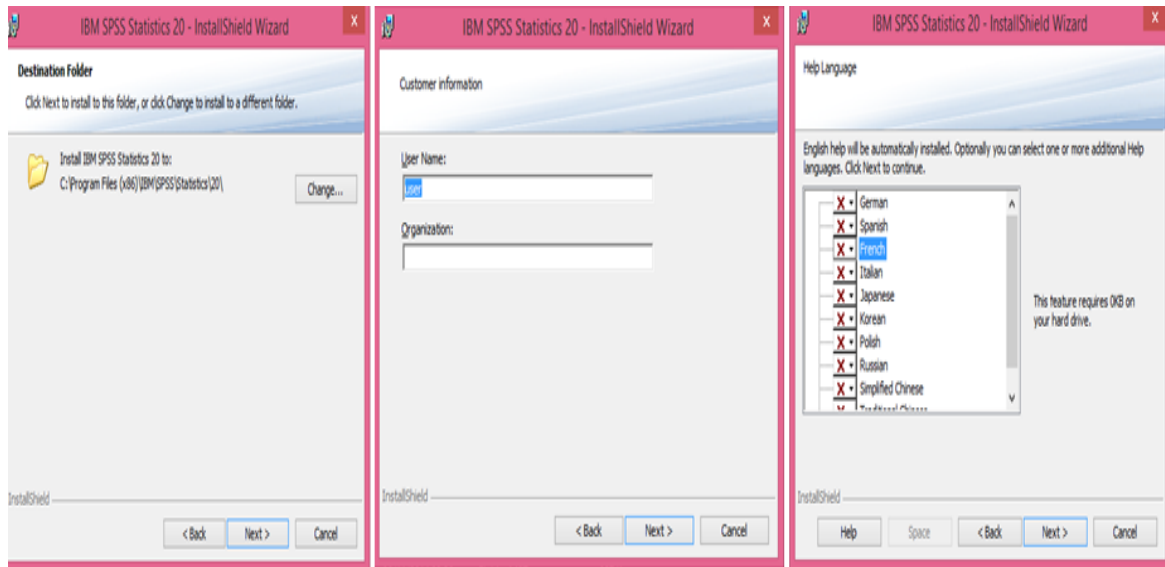 IBM SPSS Statistics 20 - InstallShield Wizard
X
Destination Folder
Click Next to install to this folder, or click Change to install to a different folder.
Install IBM SPSS Statistics 20 to:
C:\Program Files (x86)\IBM\SPSS\Statistics\20\
Change...
InstallShield
< Back
Next >
Cancel
IBM SPSS Statistics 20 - InstallShield Wizard
X
Customer information
User Name:
user
Organization:
InstallShield
< Back
Next >
Cancel
IBM SPSS Statistics 20 - InstallShield Wizard
X
Help Language
English help will be automatically installed. Optionally you can select one or more additional Help
languages. Click Next to continue.
X German
X Spanish
X French
X Italian
X Japanese
X Korean
X Polish
X Russian
X Simplified Chinese
X Traditional Chinese
This feature requires 0KB on
your hard drive.
InstallShield
Help
Space
< Back
Next >
Cancel